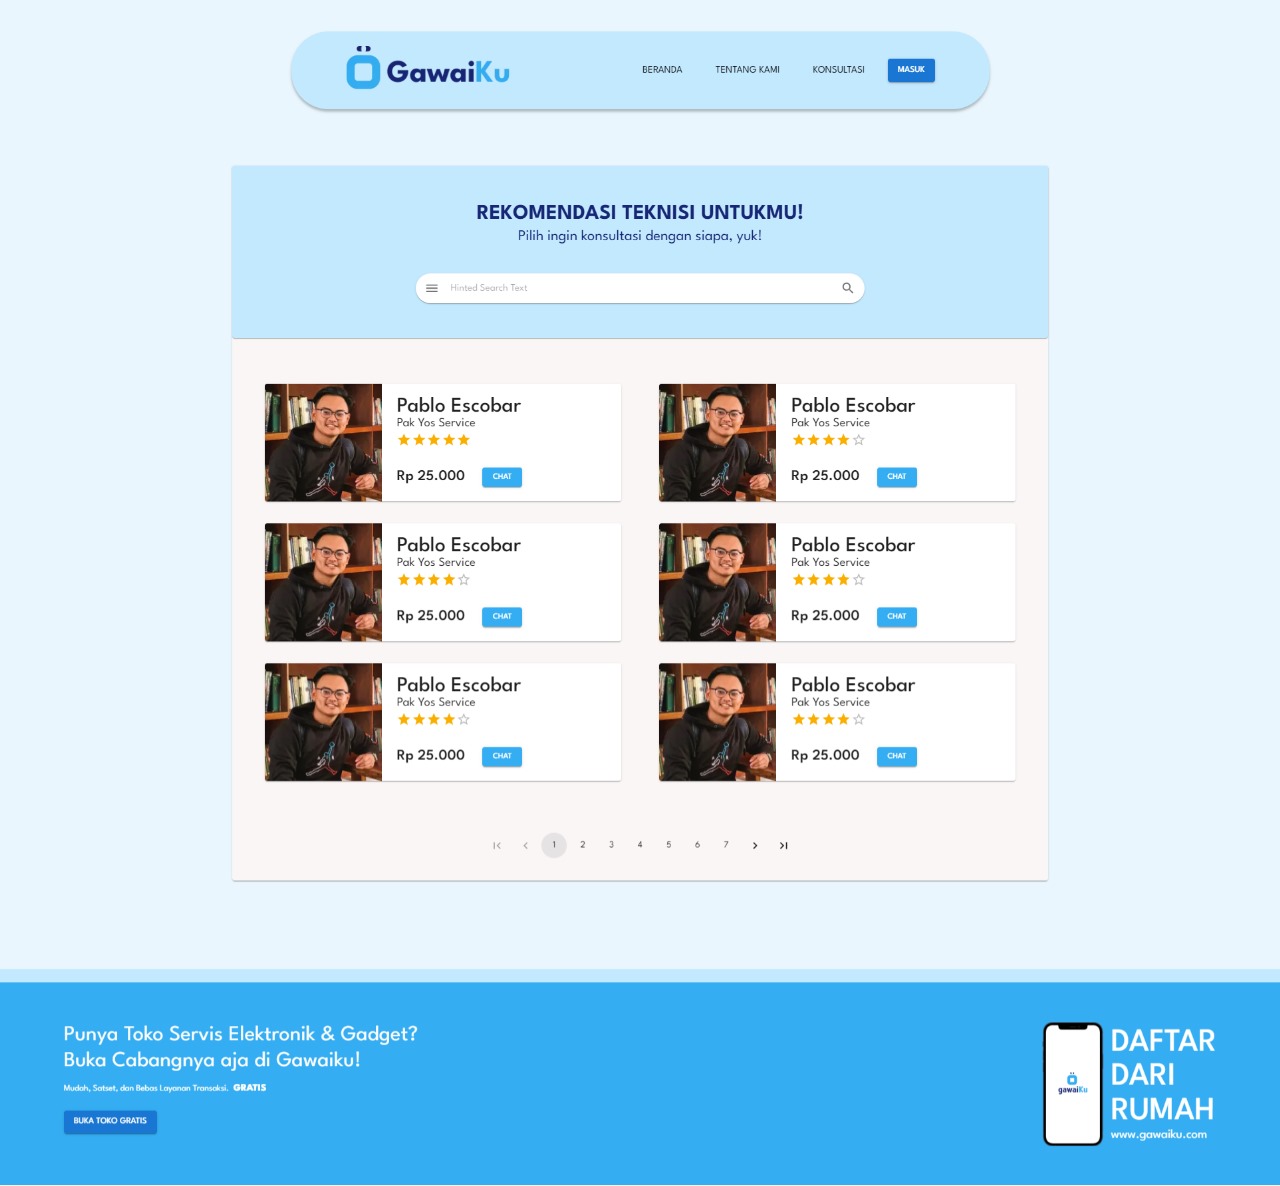 GawaiKu
BERANDA TENTANG KAMI KONSULTASI MASUK
REKOMENDASI TEKNISI UNTUKMU!
Pilih ingin konsultasi dengan siapa, yuk!
Hinted Search Text
Pablo Escobar
Pak Yos Service
Rp 25.000 CHAT
Pablo Escobar
Pak Yos Service
Rp 25.000 CHAT
Pablo Escobar
Pak Yos Service
Rp 25.000 CHAT
Pablo Escobar
Pak Yos Service
Rp 25.000 CHAT
Pablo Escobar
Pak Yos Service
Rp 25.000 CHAT
Pablo Escobar
Pak Yos Service
Rp 25.000 CHAT
1 2 3 4 5 6 7
Punya Toko Servis Elektronik & Gadget?
Buka Cabangnya aja di Gawaiku!
Mudah, Satset, dan Bebas Layanan Transaksi. GRATIS
BUKA TOKO GRATIS
gawaiKu
DAFTAR
DARI
RUMAH
www.gawaiku.com